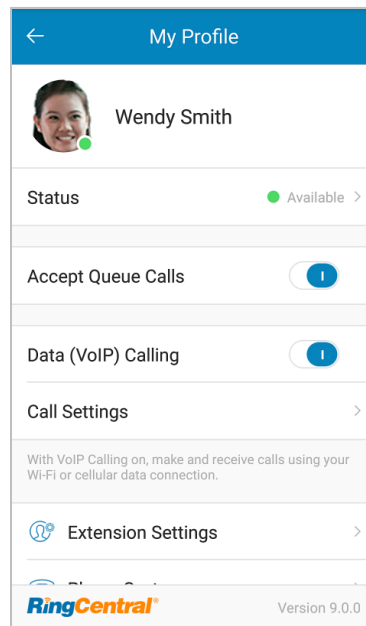 My Profile
Wendy Smith
Status
Available
Accept Queue Calls
Data (VoIP) Calling
Call Settings
With VoIP Calling on, make and receive calls using your
Wi-Fi or cellular data connection.
Extension Settings
RingCentral®
Version 9.0.0